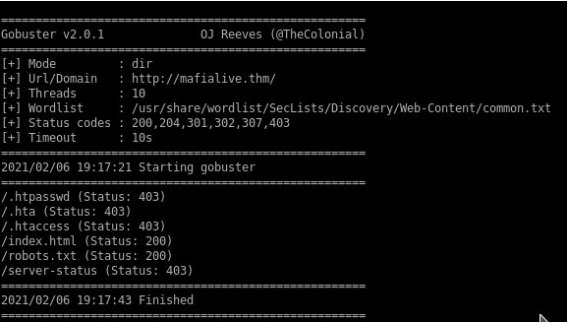 =====================================================
Gobuster v2.0.1              OJ Reeves (@TheColonial)
=====================================================
[+] Mode         : dir
[+] Url/Domain   : http://mafialive.thm/
[+] Threads      : 10
[+] Wordlist     : /usr/share/wordlist/SecLists/Discovery/Web-Content/common.txt
[+] Status codes : 200,204,301,302,307,403
[+] Timeout      : 10s
=====================================================
2021/02/06 19:17:21 Starting gobuster
=====================================================
/.htpasswd (Status: 403)
/.hta (Status: 403)
/.htaccess (Status: 403)
/index.html (Status: 200)
/robots.txt (Status: 200)
/server-status (Status: 403)
=====================================================
2021/02/06 19:17:43 Finished
=====================================================